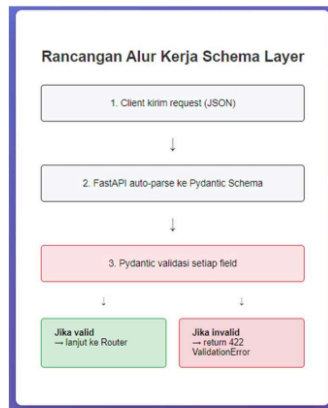 Rancangan Alur Kerja Schema Layer
1. Client kirim request (JSON)
↓
2. FastAPI auto-parse ke Pydantic Schema
↓
3. Pydantic validasi setiap field
↓ ↓
Jika valid
→ lanjut ke Router
Jika invalid
→ return 422
ValidationError